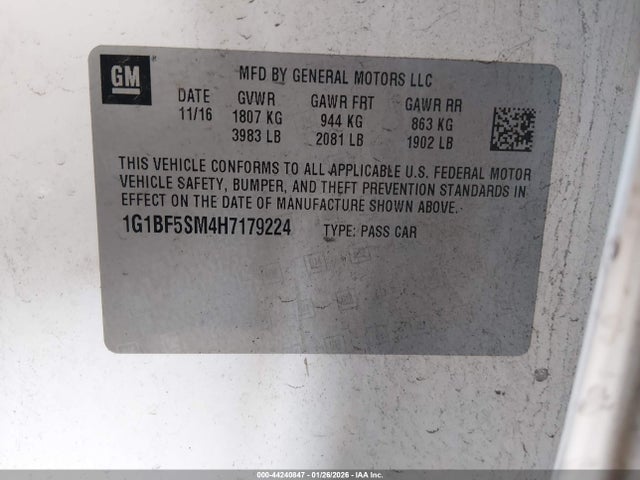 GM
MFD BY GENERAL MOTORS LLC
DATE GVWR GAWR FRT GAWR RR
11/16 1807 KG 944 KG 863 KG
3983 LB 2081 LB 1902 LB
THIS VEHICLE CONFORMS TO ALL APPLICABLE U.S. FEDERAL MOTOR
VEHICLE SAFETY, BUMPER, AND THEFT PREVENTION STANDARDS IN
EFFECT ON THE DATE OF MANUFACTURE SHOWN ABOVE.
1G1BF5SM4H7179224 TYPE: PASS CAR
000-44240847 | 01/26/2026 | IAA Inc.